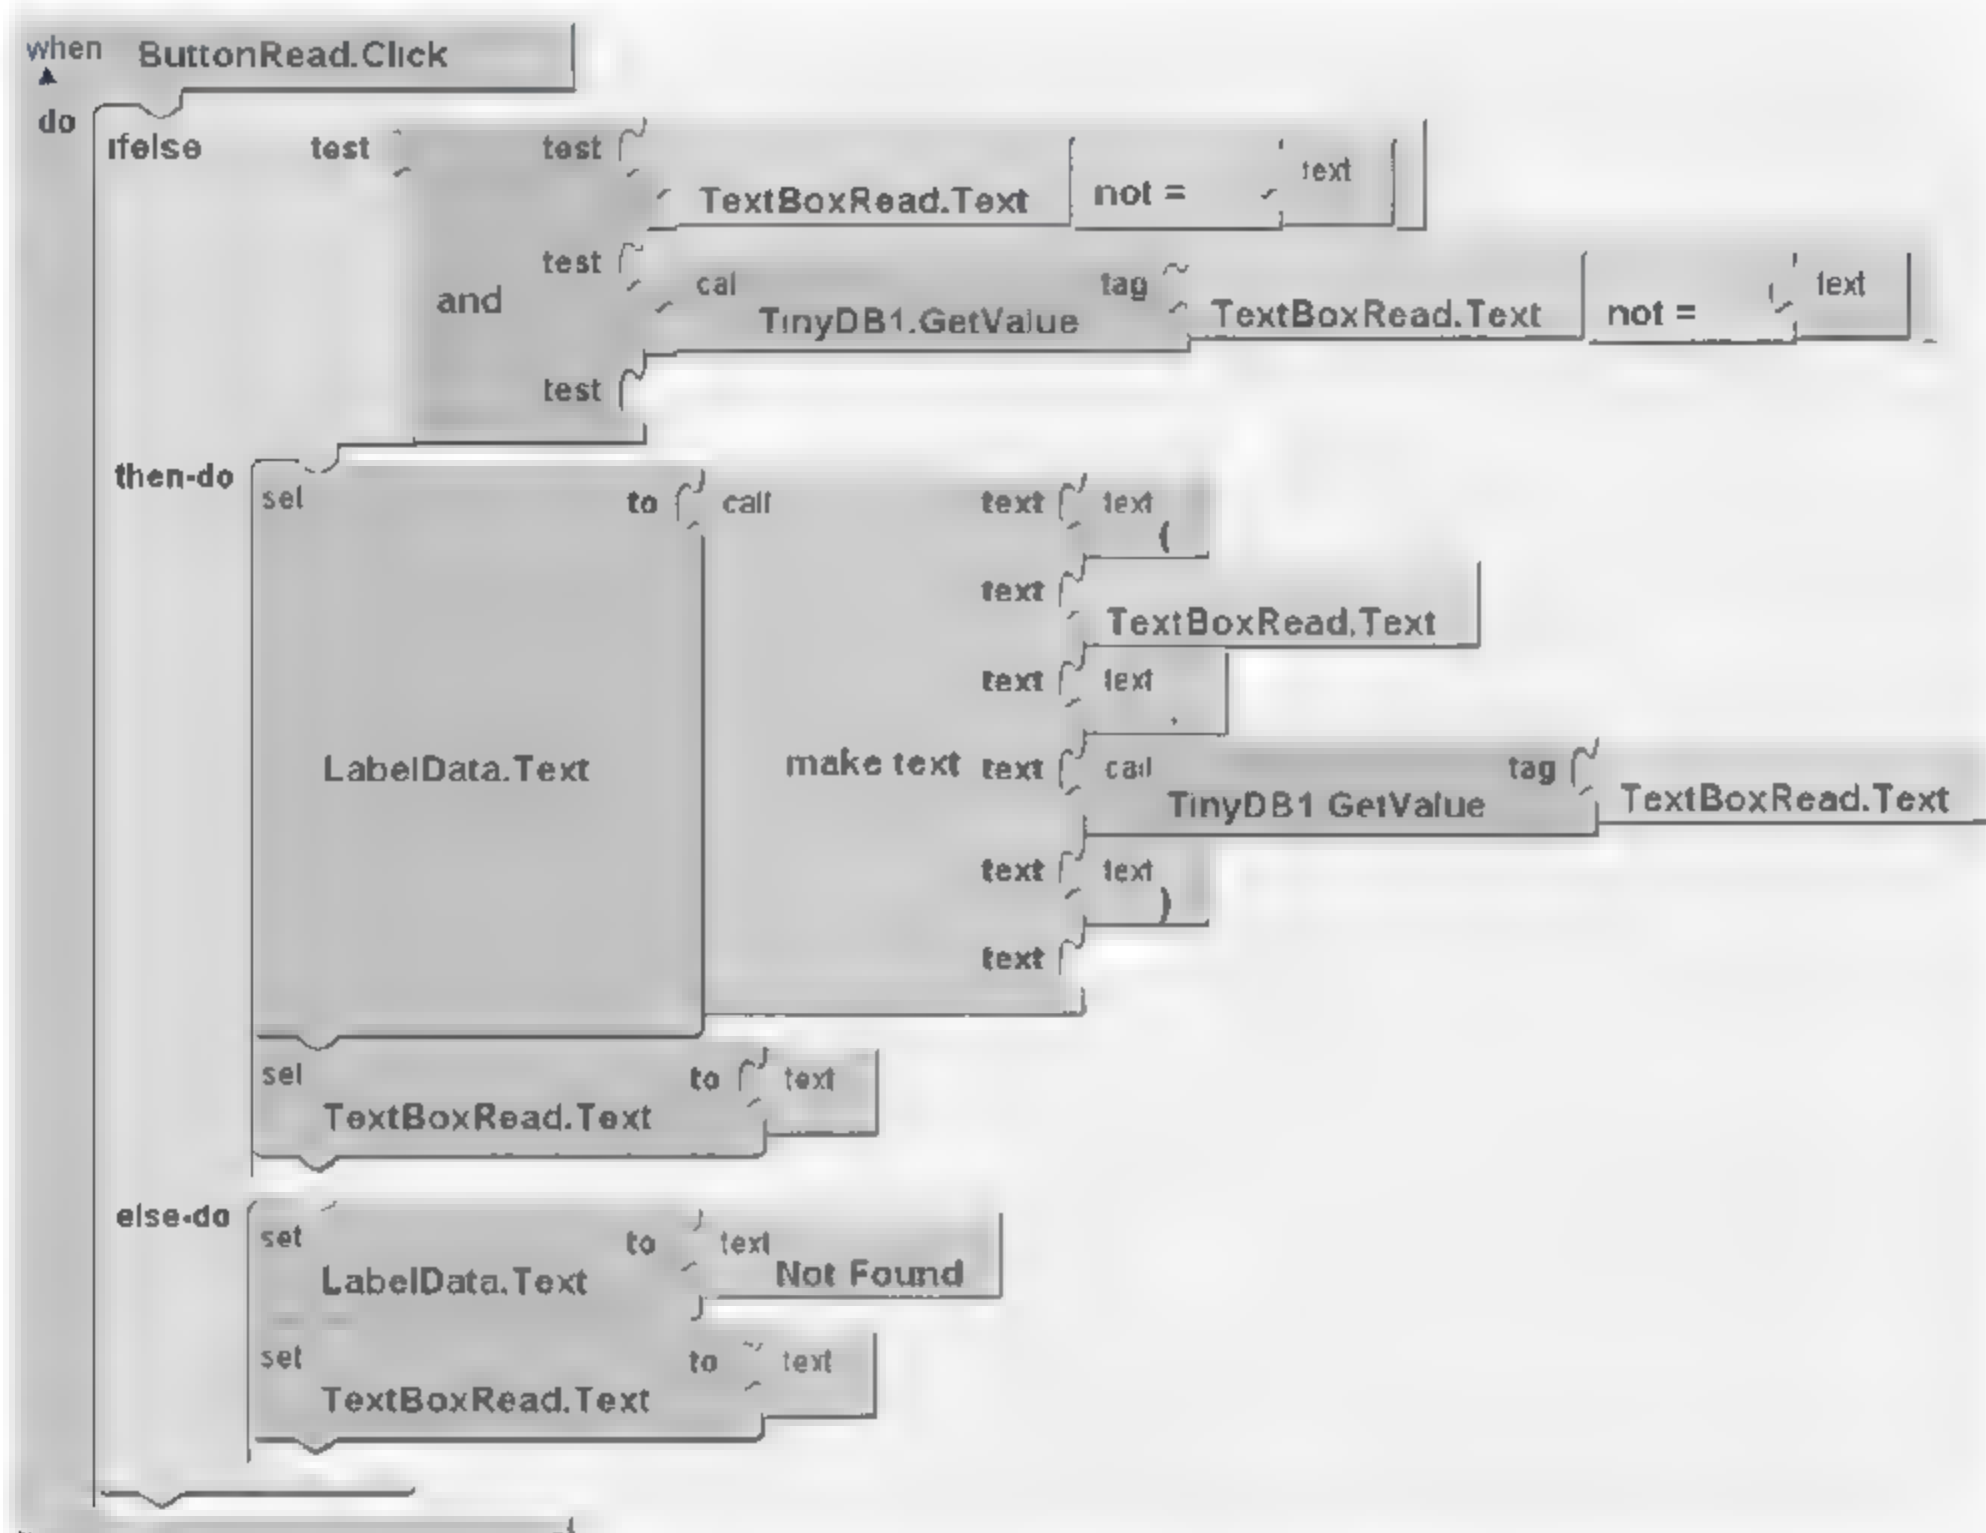 when ButtonRead.Click
do
ifelse test test
TextBoxRead.Text not = text
and
test call TinyDB1.GetValue tag TextBoxRead.Text not = text
test
then-do
set LabelData.Text to call make text
text text (
text TextBoxRead.Text
text text
text call TinyDB1.GetValue tag TextBoxRead.Text
text text )
text
set TextBoxRead.Text to text
else-do
set LabelData.Text to text Not Found
set TextBoxRead.Text to text